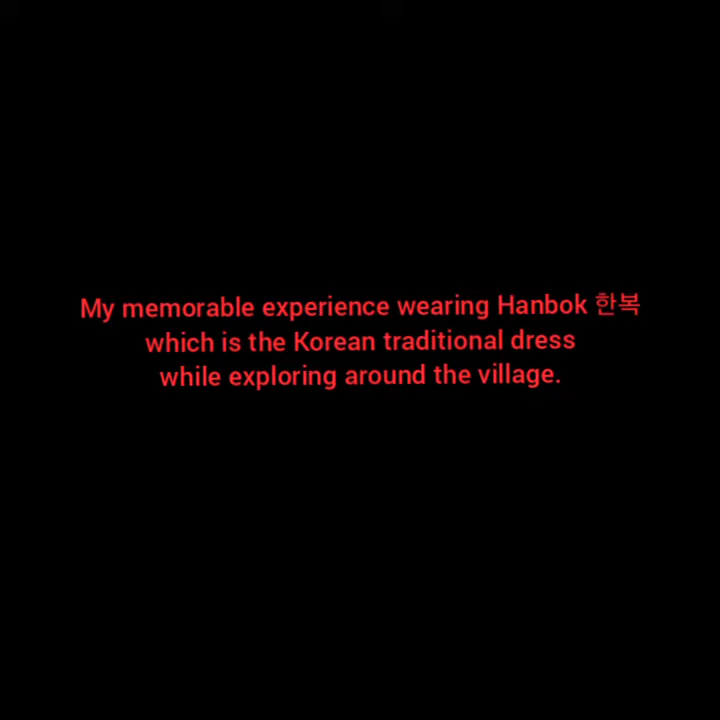 My memorable experience wearing Hanbok 한복
which is the Korean traditional dress
while exploring around the village.